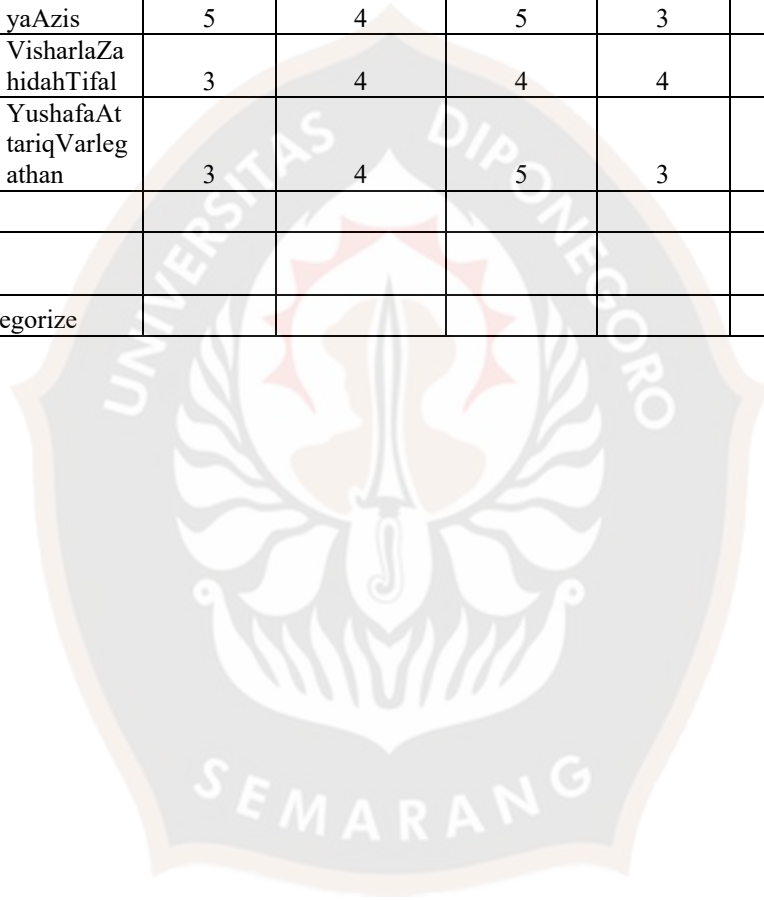 yaAzis 5 4 5 3
VisharlaZa
hidahTifal 3 4 4 4
YushafaAt
tariqVarleg
athan 3 4 5 3
egorize
UNIVERSITAS DIPONEGORO
SEMARANG